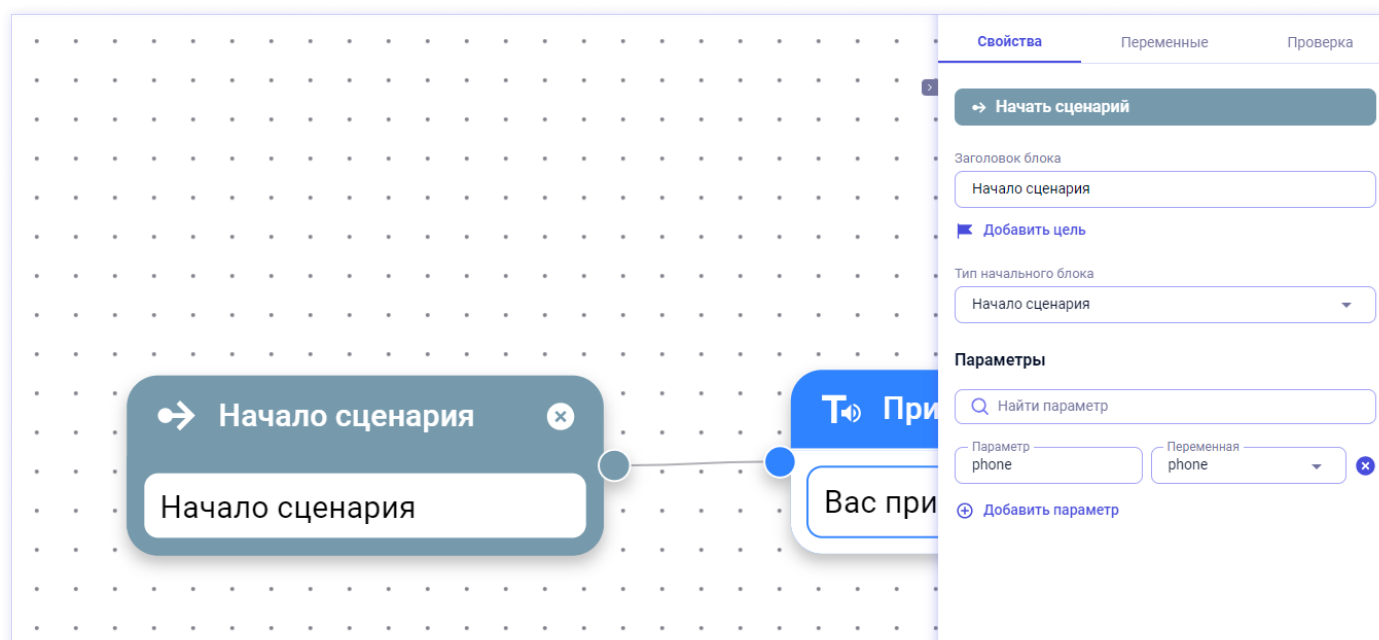 Свойства
Переменные
Проверка
Начать сценарий
Заголовок блока
Начало сценария
Добавить цель
Тип начального блока
Начало сценария
Параметры
Найти параметр
Параметр
phone
Переменная
phone
Добавить параметр
Начало сценария
Начало сценария
При
Вас при